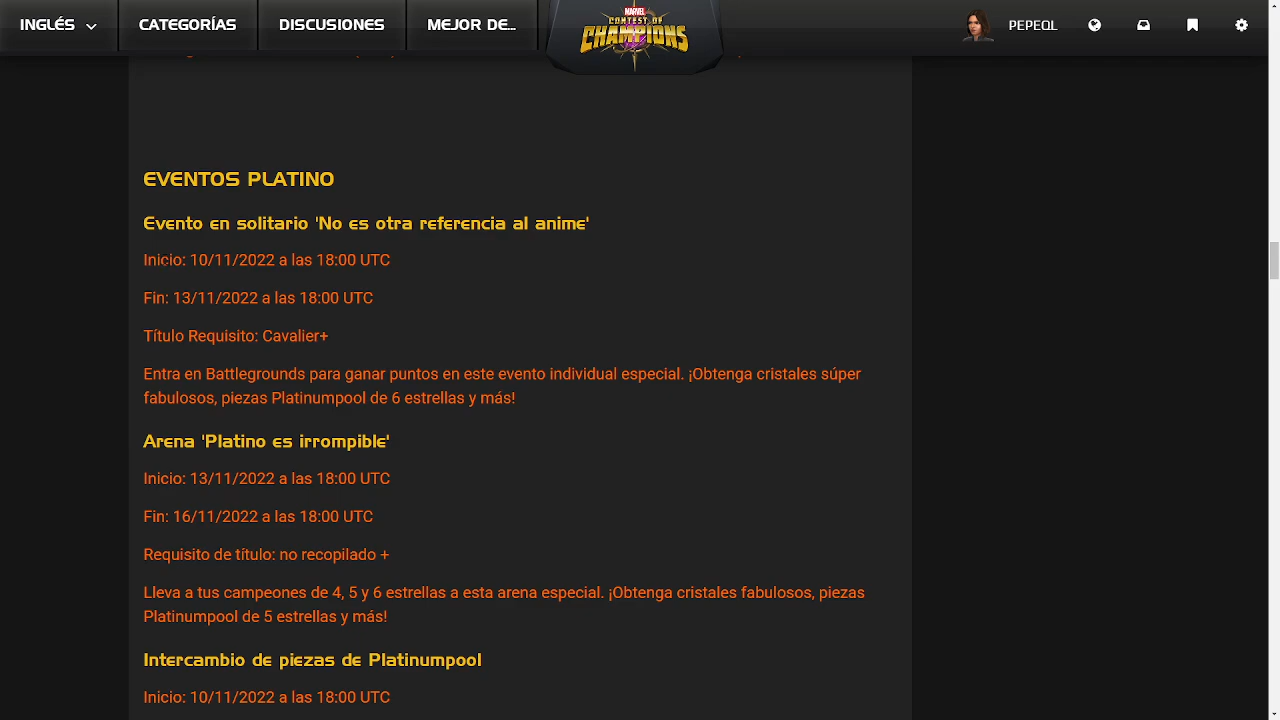 INGLÉS
CATEGORÍAS
DISCUSIONES
MEJOR DE...
MARVEL
CONTEST OF
CHAMPIONS
PEPEQL
EVENTOS PLATINO
Evento en solitario 'No es otra referencia al anime'
Inicio: 10/11/2022 a las 18:00 UTC
Fin: 13/11/2022 a las 18:00 UTC
Título Requisito: Cavalier+
Entra en Battlegrounds para ganar puntos en este evento individual especial. ¡Obtenga cristales súper
fabulosos, piezas Platinumpool de 6 estrellas y más!
Arena 'Platino es irrompible'
Inicio: 13/11/2022 a las 18:00 UTC
Fin: 16/11/2022 a las 18:00 UTC
Requisito de título: no recopilado +
Lleva a tus campeones de 4, 5 y 6 estrellas a esta arena especial. ¡Obtenga cristales fabulosos, piezas
Platinumpool de 5 estrellas y más!
Intercambio de piezas de Platinumpool
Inicio: 10/11/2022 a las 18:00 UTC